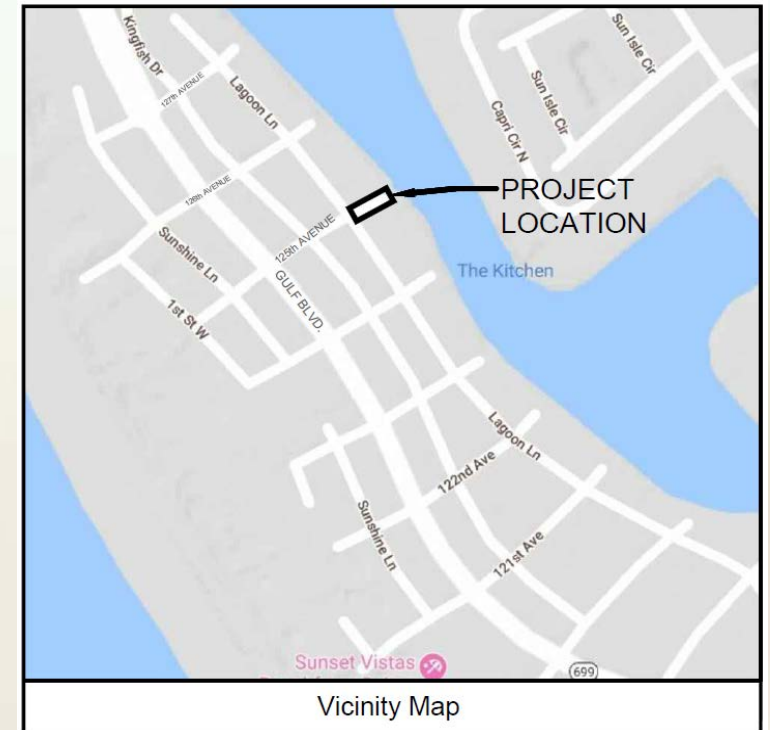 Kingfish Dr
127th AVENUE
Lagoon Ln
Sun Isle Cir
Sun Isle Cir
Capri Cir N
126th AVENUE
PROJECT
LOCATION
125th AVENUE
Sunshine Ln
The Kitchen
GULF BLVD.
1st St W
Lagoon Ln
122nd Ave
Sunshine Ln
121st Ave
Sunset Vistas
699
Vicinity Map